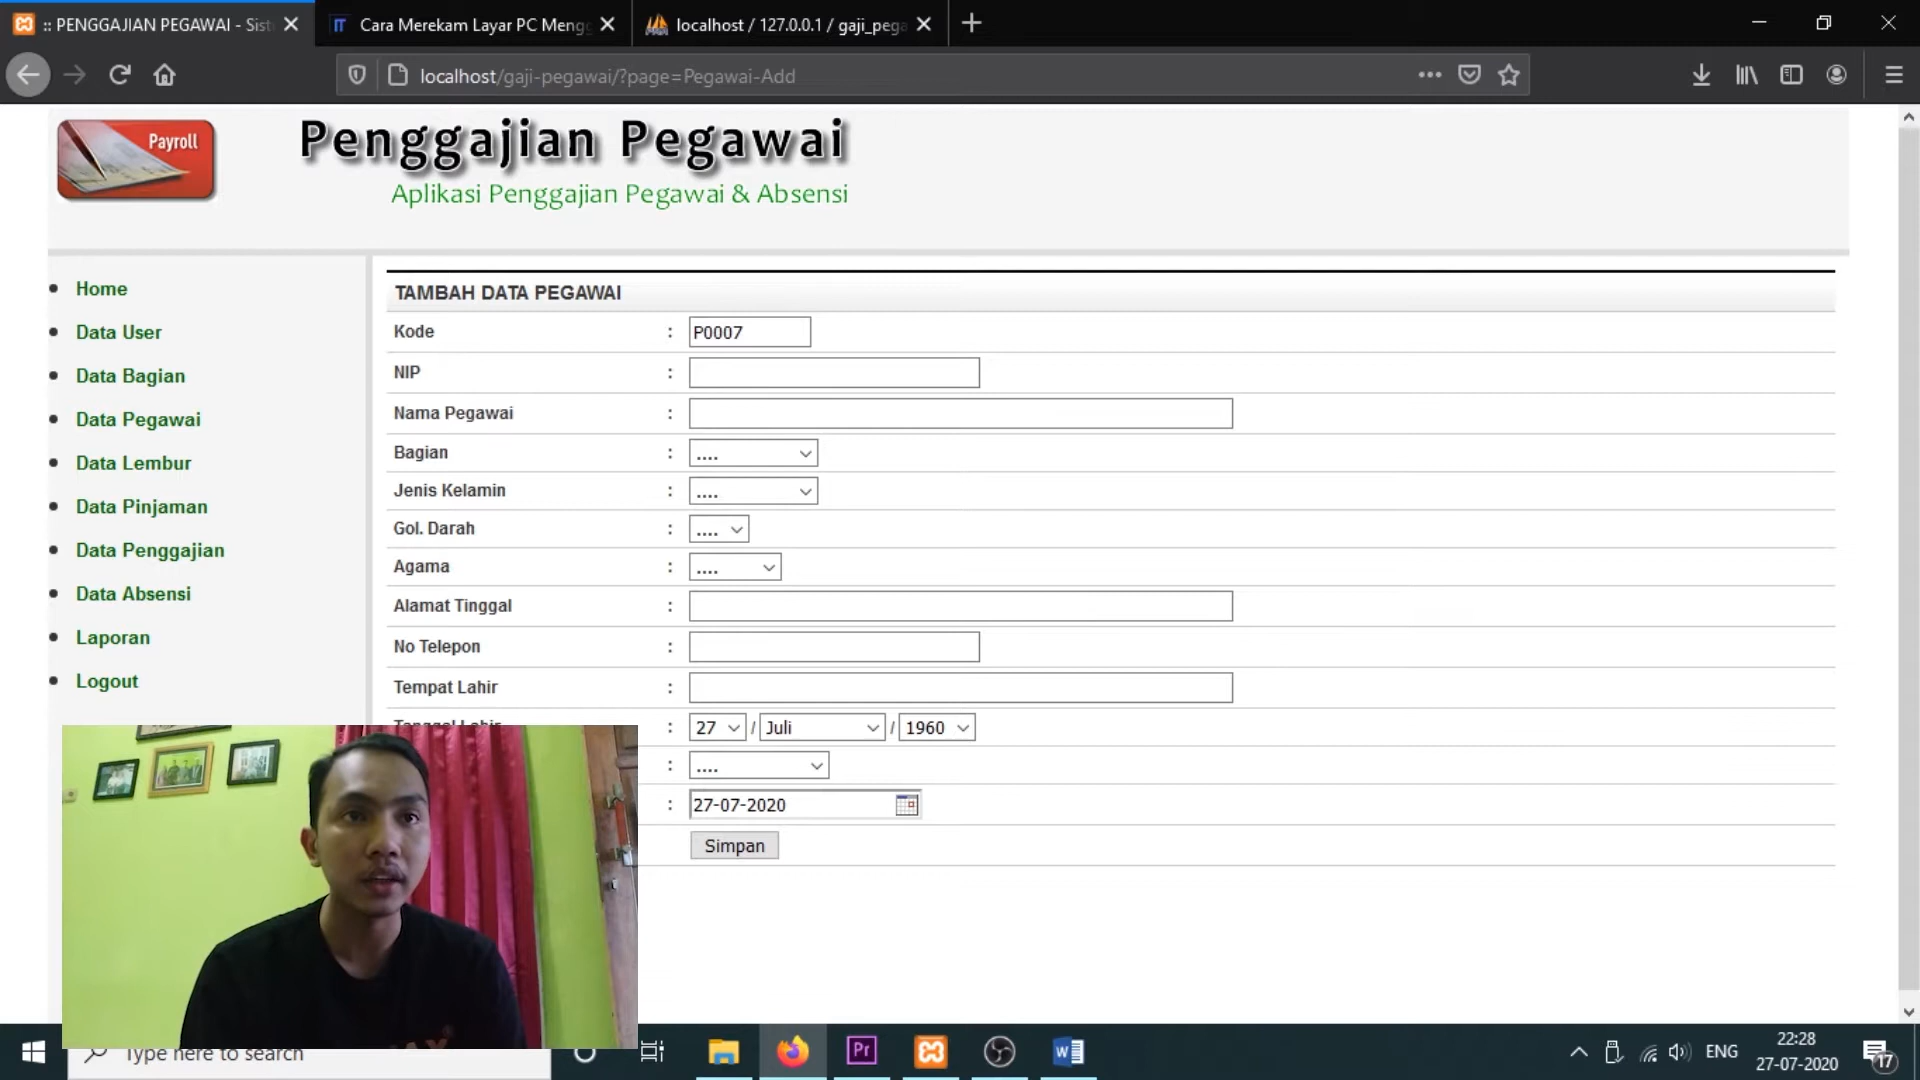 :: PENGGAJIAN PEGAWAI - Sist
Cara Merekam Layar PC Mengg
localhost / 127.0.0.1 / gaji_pega
localhost/gaji-pegawai/?page=Pegawai-Add
Payroll
Penggajian Pegawai
Aplikasi Penggajian Pegawai & Absensi
Home
Data User
Data Bagian
Data Pegawai
Data Lembur
Data Pinjaman
Data Penggajian
Data Absensi
Laporan
Logout
TAMBAH DATA PEGAWAI
Kode : P0007
NIP :
Nama Pegawai :
Bagian : ....
Jenis Kelamin : ....
Gol. Darah : ....
Agama : ....
Alamat Tinggal :
No Telepon :
Tempat Lahir :
Tanggal Lahir : 27 / Juli / 1960
: ....
: 27-07-2020
Simpan
Type here to search
Pr
ENG
22:28
27-07-2020
17